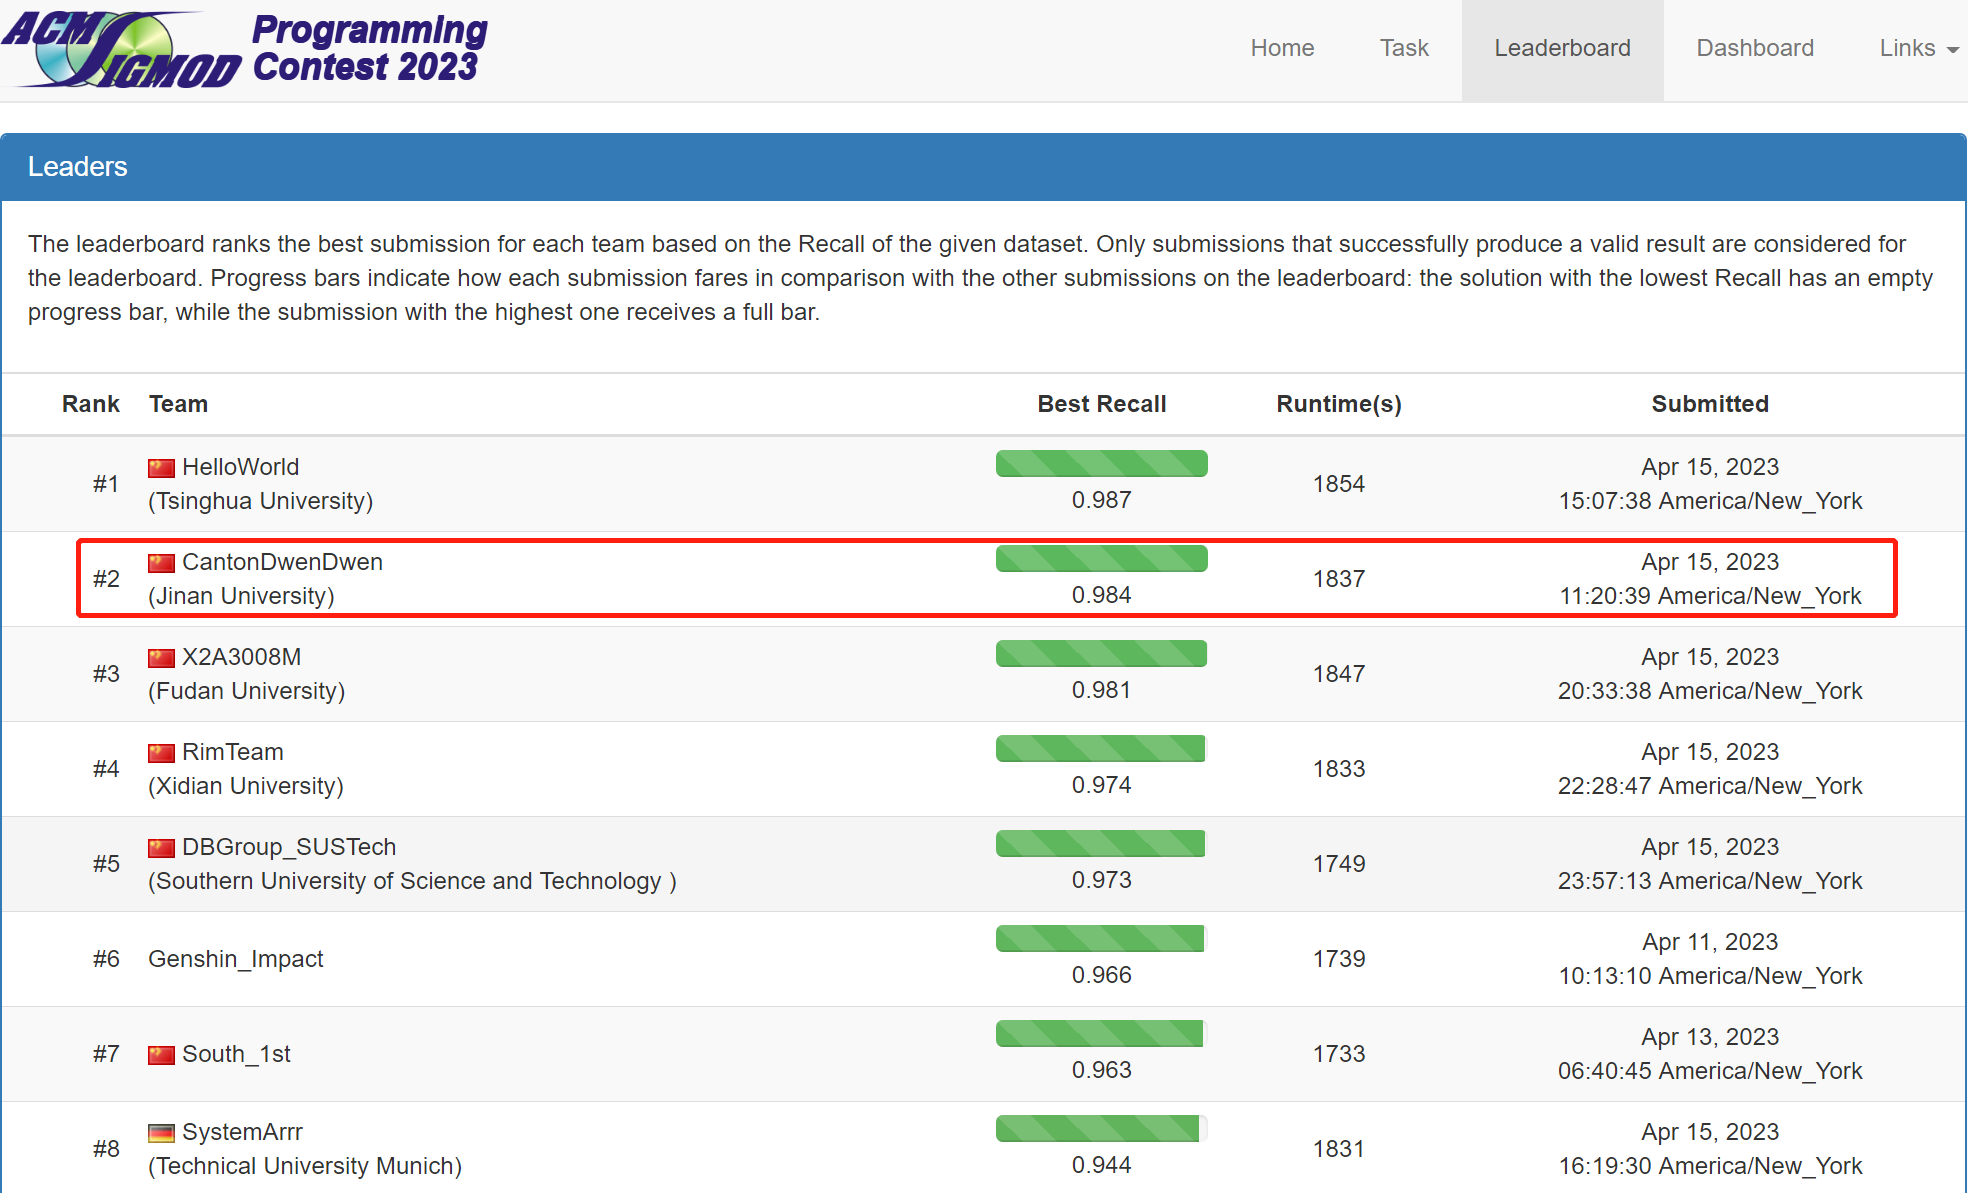 ACM SIGMOD Programming
Contest 2023
Home Task Leaderboard Dashboard Links
Leaders
The leaderboard ranks the best submission for each team based on the Recall of the given dataset. Only submissions that successfully produce a valid result are considered for
the leaderboard. Progress bars indicate how each submission fares in comparison with the other submissions on the leaderboard: the solution with the lowest Recall has an empty
progress bar, while the submission with the highest one receives a full bar.
Rank Team Best Recall Runtime(s) Submitted
#1 HelloWorld
(Tsinghua University) 0.987 1854 Apr 15, 2023
15:07:38 America/New_York
#2 CantonDwenDwen
(Jinan University) 0.984 1837 Apr 15, 2023
11:20:39 America/New_York
#3 X2A3008M
(Fudan University) 0.981 1847 Apr 15, 2023
20:33:38 America/New_York
#4 RimTeam
(Xidian University) 0.974 1833 Apr 15, 2023
22:28:47 America/New_York
#5 DBGroup_SUSTech
(Southern University of Science and Technology ) 0.973 1749 Apr 15, 2023
23:57:13 America/New_York
#6 Genshin_Impact 0.966 1739 Apr 11, 2023
10:13:10 America/New_York
#7 South_1st 0.963 1733 Apr 13, 2023
06:40:45 America/New_York
#8 SystemArrr
(Technical University Munich) 0.944 1831 Apr 15, 2023
16:19:30 America/New_York